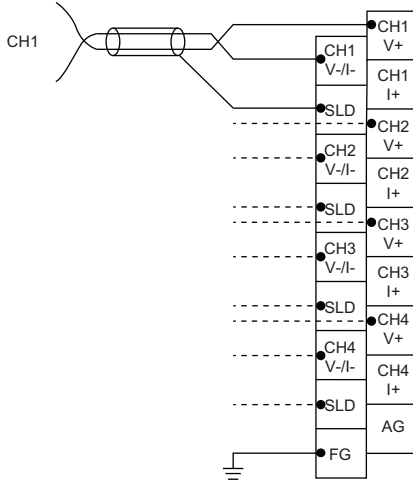 CH1
CH1
V+
CH1
V-/I-
CH1
I+
SLD
CH2
V+
CH2
V-/I-
CH2
I+
SLD
CH3
V+
CH3
V-/I-
CH3
I+
SLD
CH4
V+
CH4
V-/I-
CH4
I+
SLD
AG
FG